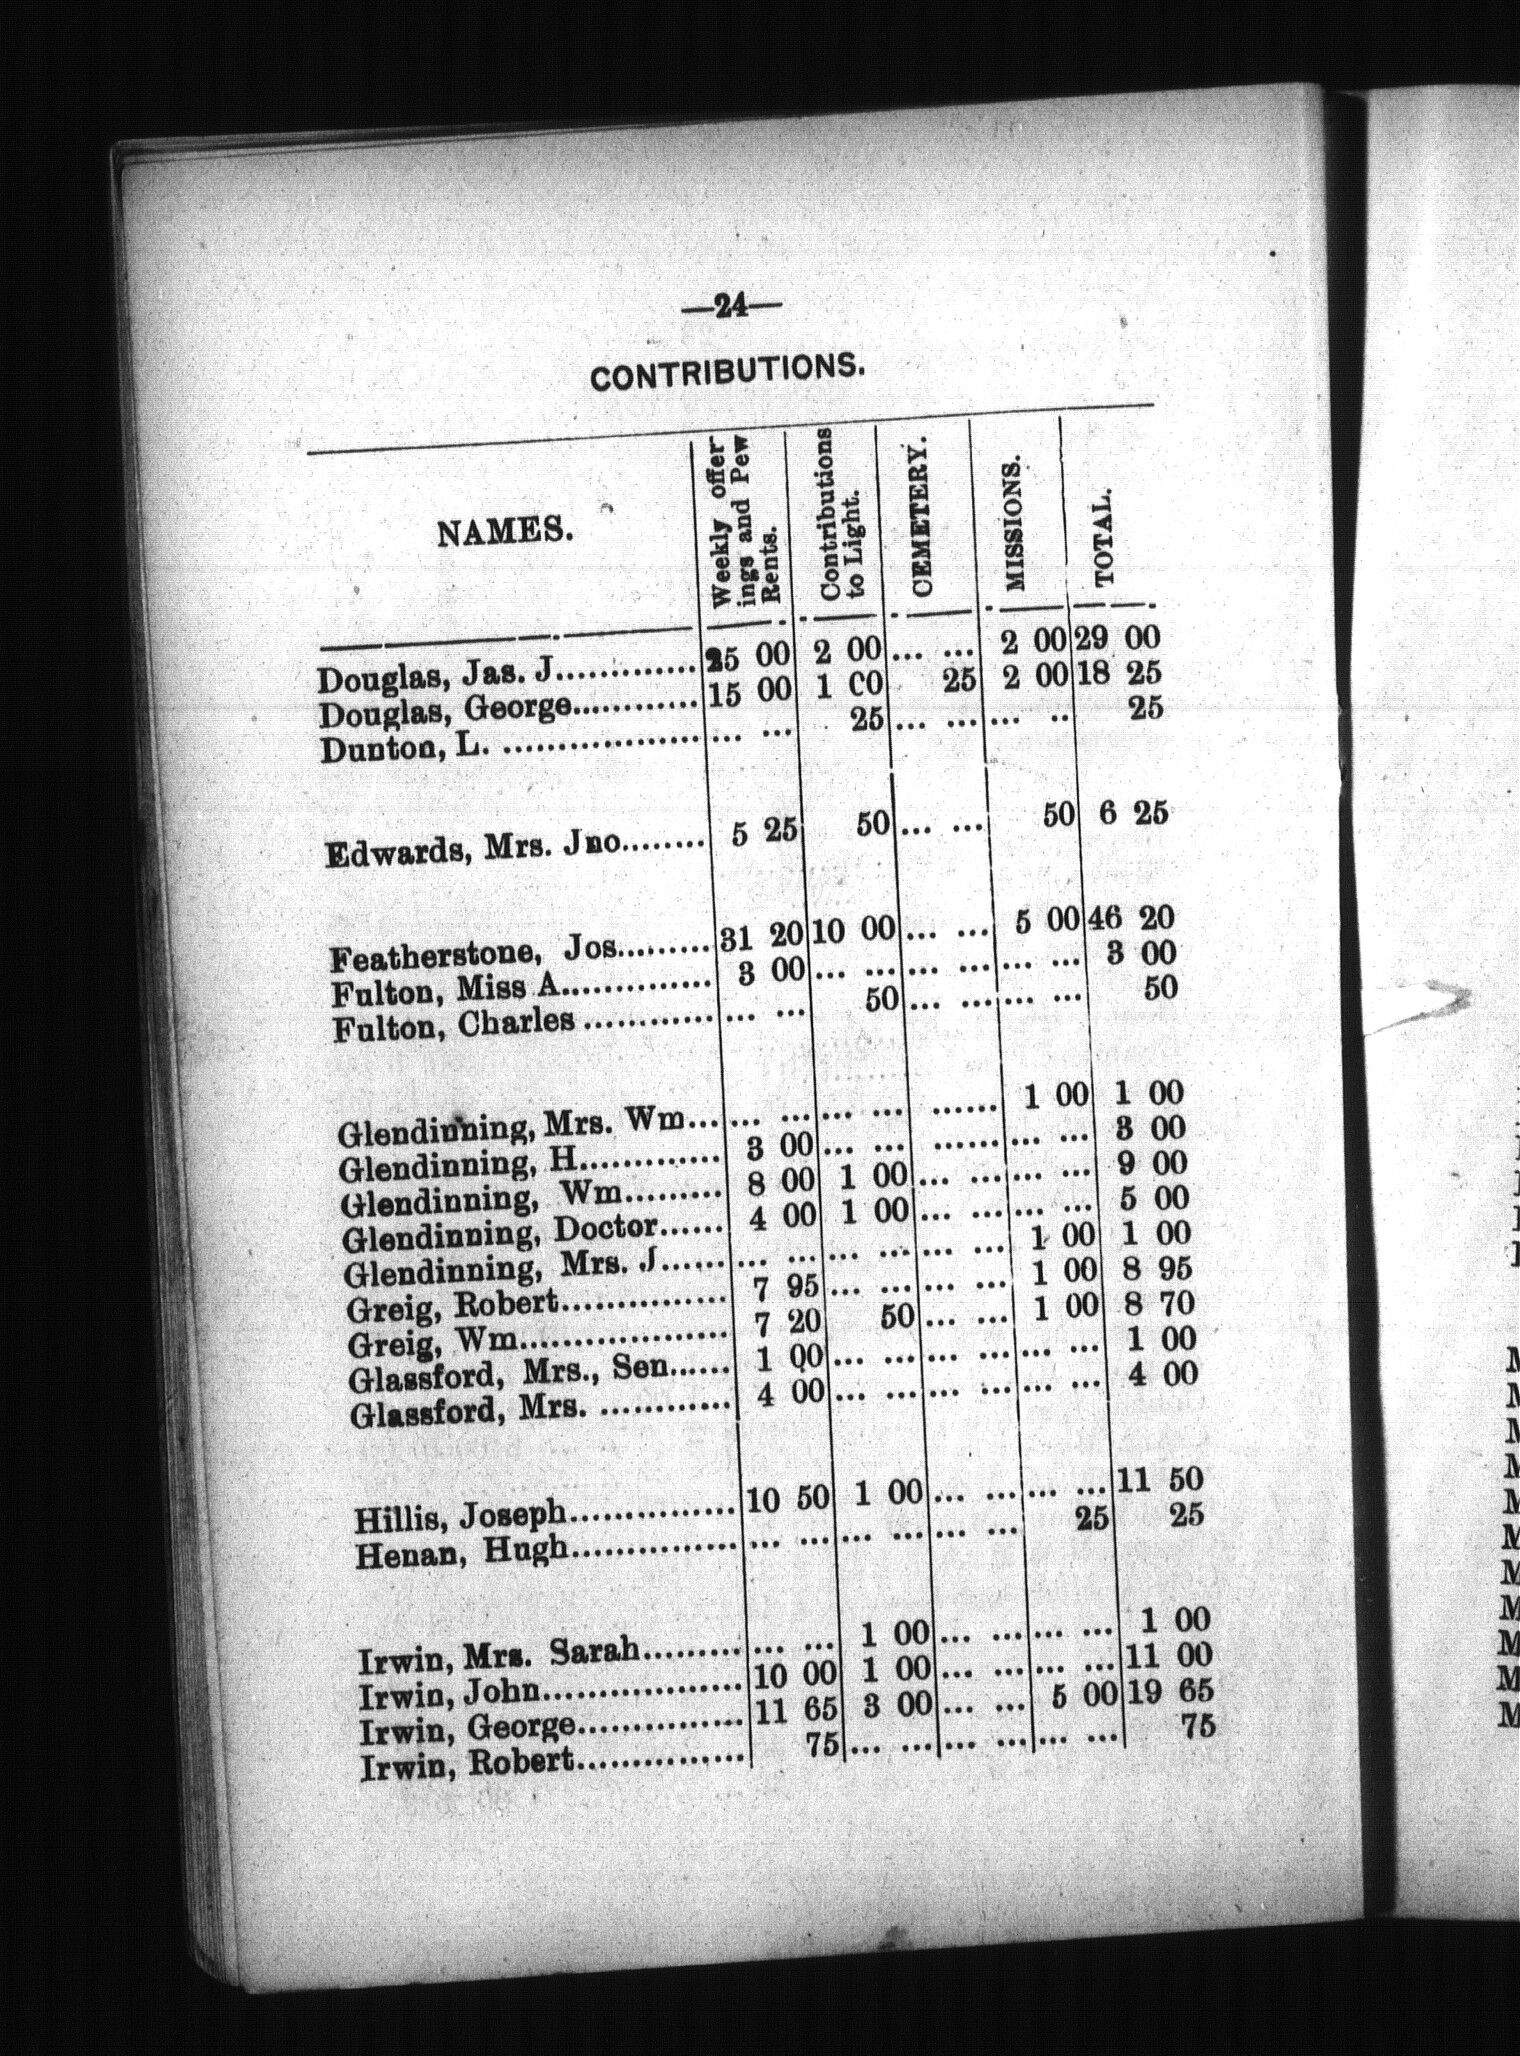 —24—
CONTRIBUTIONS.
NAMES. Weekly offerings and Pew Rents. Contributions to Light. CEMETERY. MISSIONS. TOTAL.
Douglas, Jas. J............. 25 00 2 00 ... ... 2 00 29 00
Douglas, George............ 15 00 1 C0 25 2 00 18 25
Dunton, L. ................... ... ... 25 ... ... ... .. 25
Edwards, Mrs. Jno........ 5 25 50 ... ... 50 6 25
Featherstone, Jos......... 31 20 10 00 ... ... 5 00 46 20
Fulton, Miss A.............. 3 00 ... ... ... ... ... ... 3 00
Fulton, Charles ............. ... ... 50 ... ... ... ... 50
Glendinning, Mrs. Wm... ... ... ... ... ...... 1 00 1 00
Glendinning, H............. 3 00 ... ... ...... ... ... 3 00
Glendinning, Wm......... 8 00 1 00 ... ... ... ... 9 00
Glendinning, Doctor...... 4 00 1 00 ... ... ... ... 5 00
Glendinning, Mrs. J...... ... ... ... ... ... ... 1 00 1 00
Greig, Robert............... 7 95 ... ... ... ... 1 00 8 95
Greig, Wm................... 7 20 50 ... ... 1 00 8 70
Glassford, Mrs., Sen...... 1 00 ... ... ... ... ... ... 1 00
Glassford, Mrs. ............ 4 00 ... ... ... ... ... ... 4 00
Hillis, Joseph............... 10 50 1 00 ... ... ... ... 11 50
Henan, Hugh............... ... ... ... ... ... ... 25 25
Irwin, Mrs. Sarah......... ... ... 1 00 ... ... ... ... 1 00
Irwin, John.................. 10 00 1 00 ... ... ... ... 11 00
Irwin, George............... 11 65 3 00 ... ... 5 00 19 65
Irwin, Robert............... 75 ... ... ... ... ... ... 75